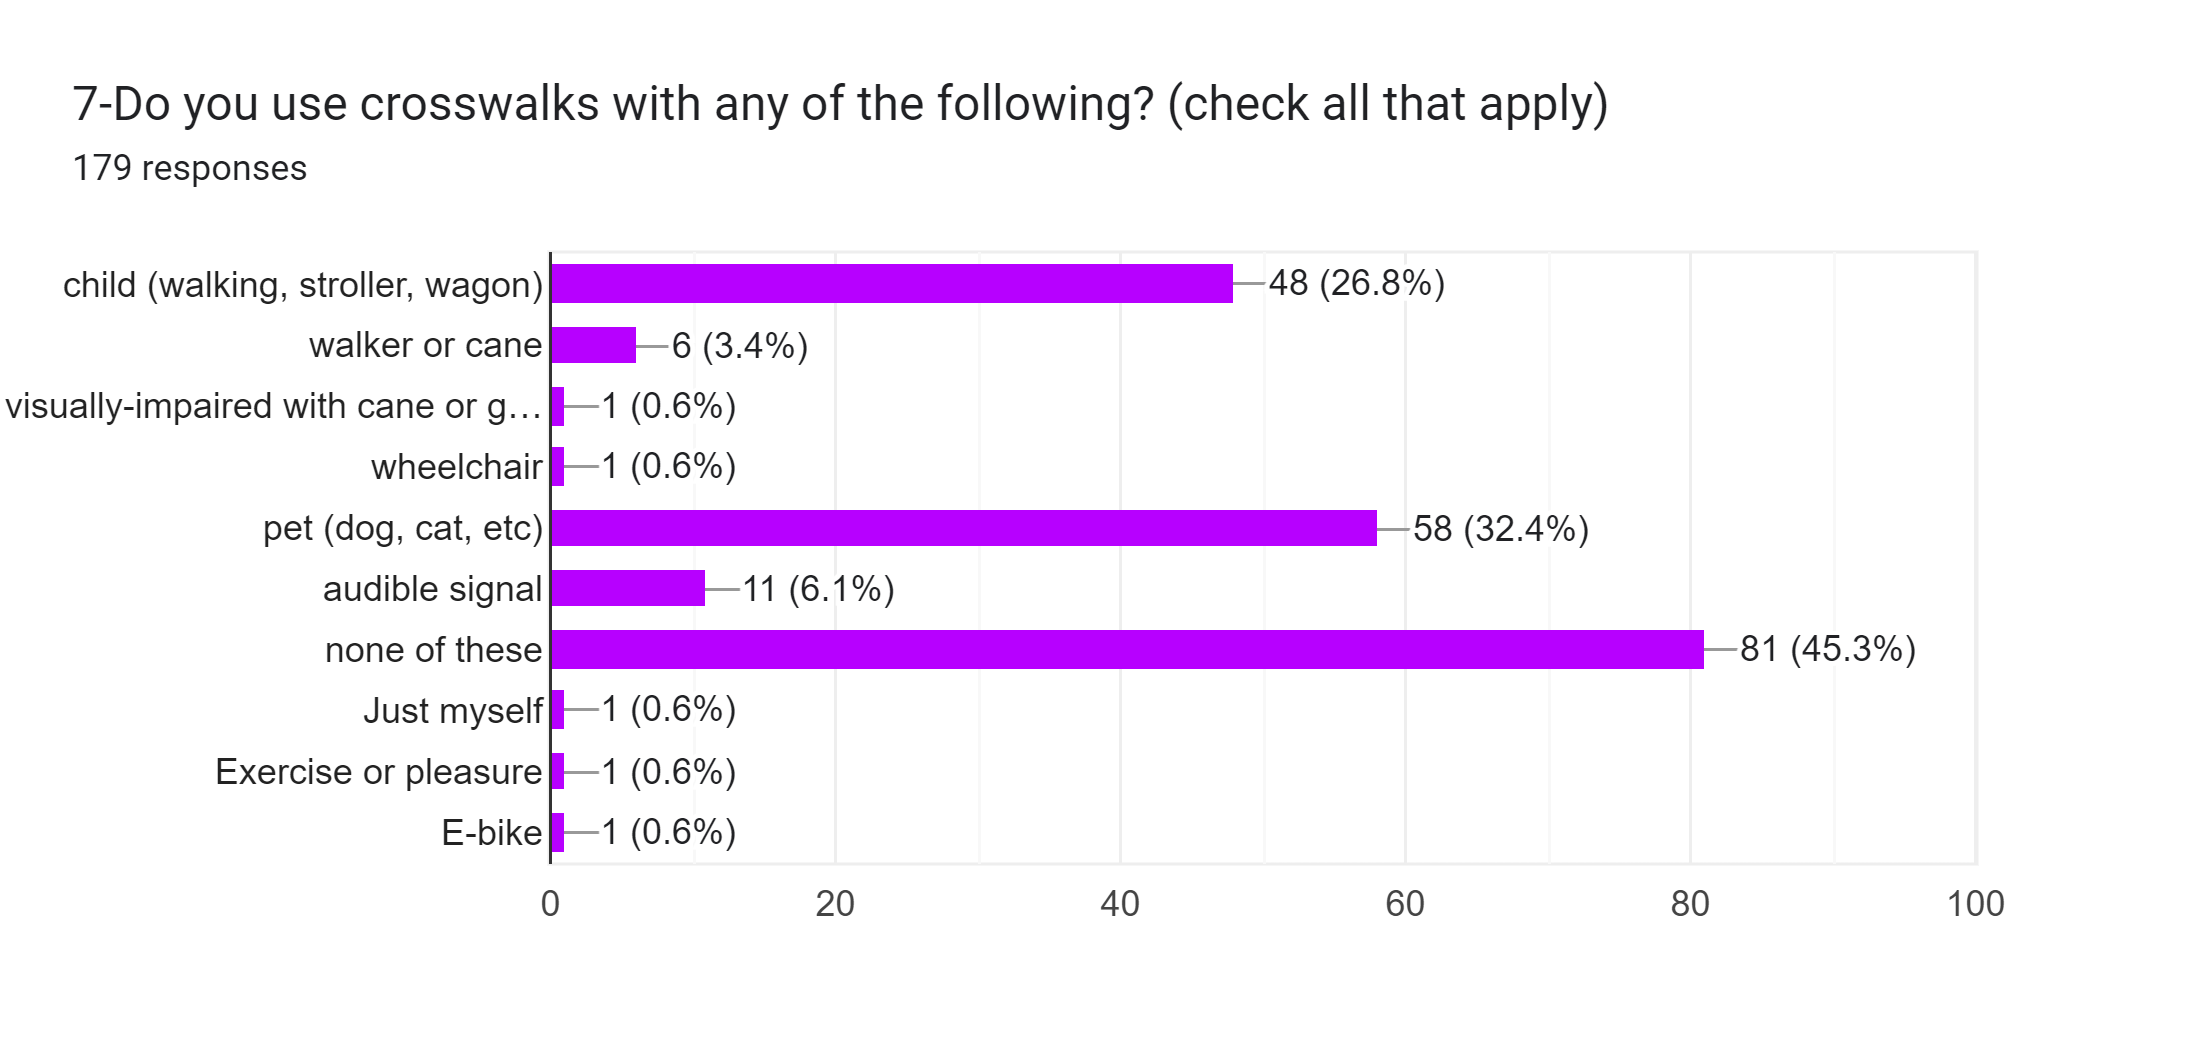 7-Do you use crosswalks with any of the following? (check all that apply)
179 responses
child (walking, stroller, wagon) 48 (26.8%)
walker or cane 6 (3.4%)
visually-impaired with cane or g… 1 (0.6%)
wheelchair 1 (0.6%)
pet (dog, cat, etc) 58 (32.4%)
audible signal 11 (6.1%)
none of these 81 (45.3%)
Just myself 1 (0.6%)
Exercise or pleasure 1 (0.6%)
E-bike 1 (0.6%)
0 20 40 60 80 100